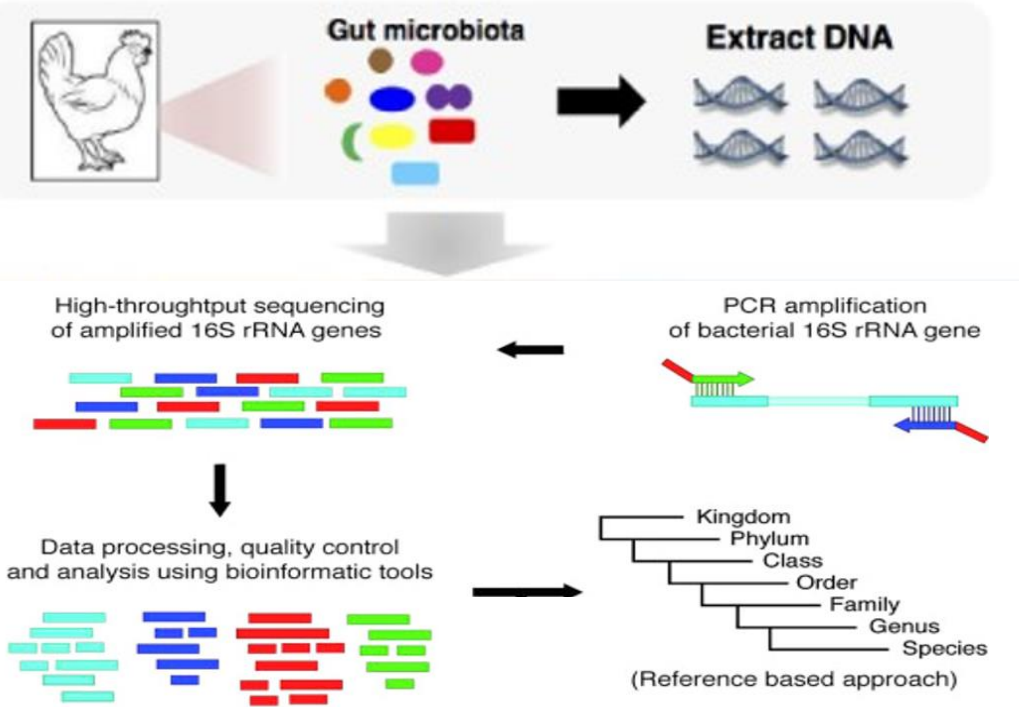 Gut microbiota
Extract DNA
High-throughtput sequencing
of amplified 16S rRNA genes
PCR amplification
of bacterial 16S rRNA gene
Data processing, quality control
and analysis using bioinformatic tools
Kingdom
Phylum
Class
Order
Family
Genus
Species
(Reference based approach)